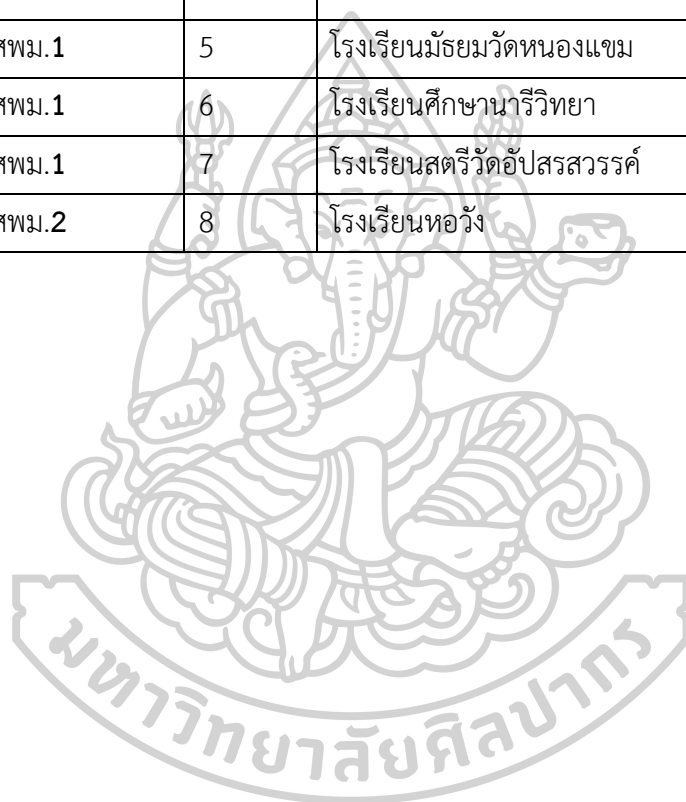 สพม.1 5 โรงเรียนมัธยมวัดหนองแขม
สพม.1 6 โรงเรียนศึกษานารีวิทยา
สพม.1 7 โรงเรียนสตรีวัดอัปสรสวรรค์
สพม.2 8 โรงเรียนหอวัง
มหาวิทยาลัยศิลปากร